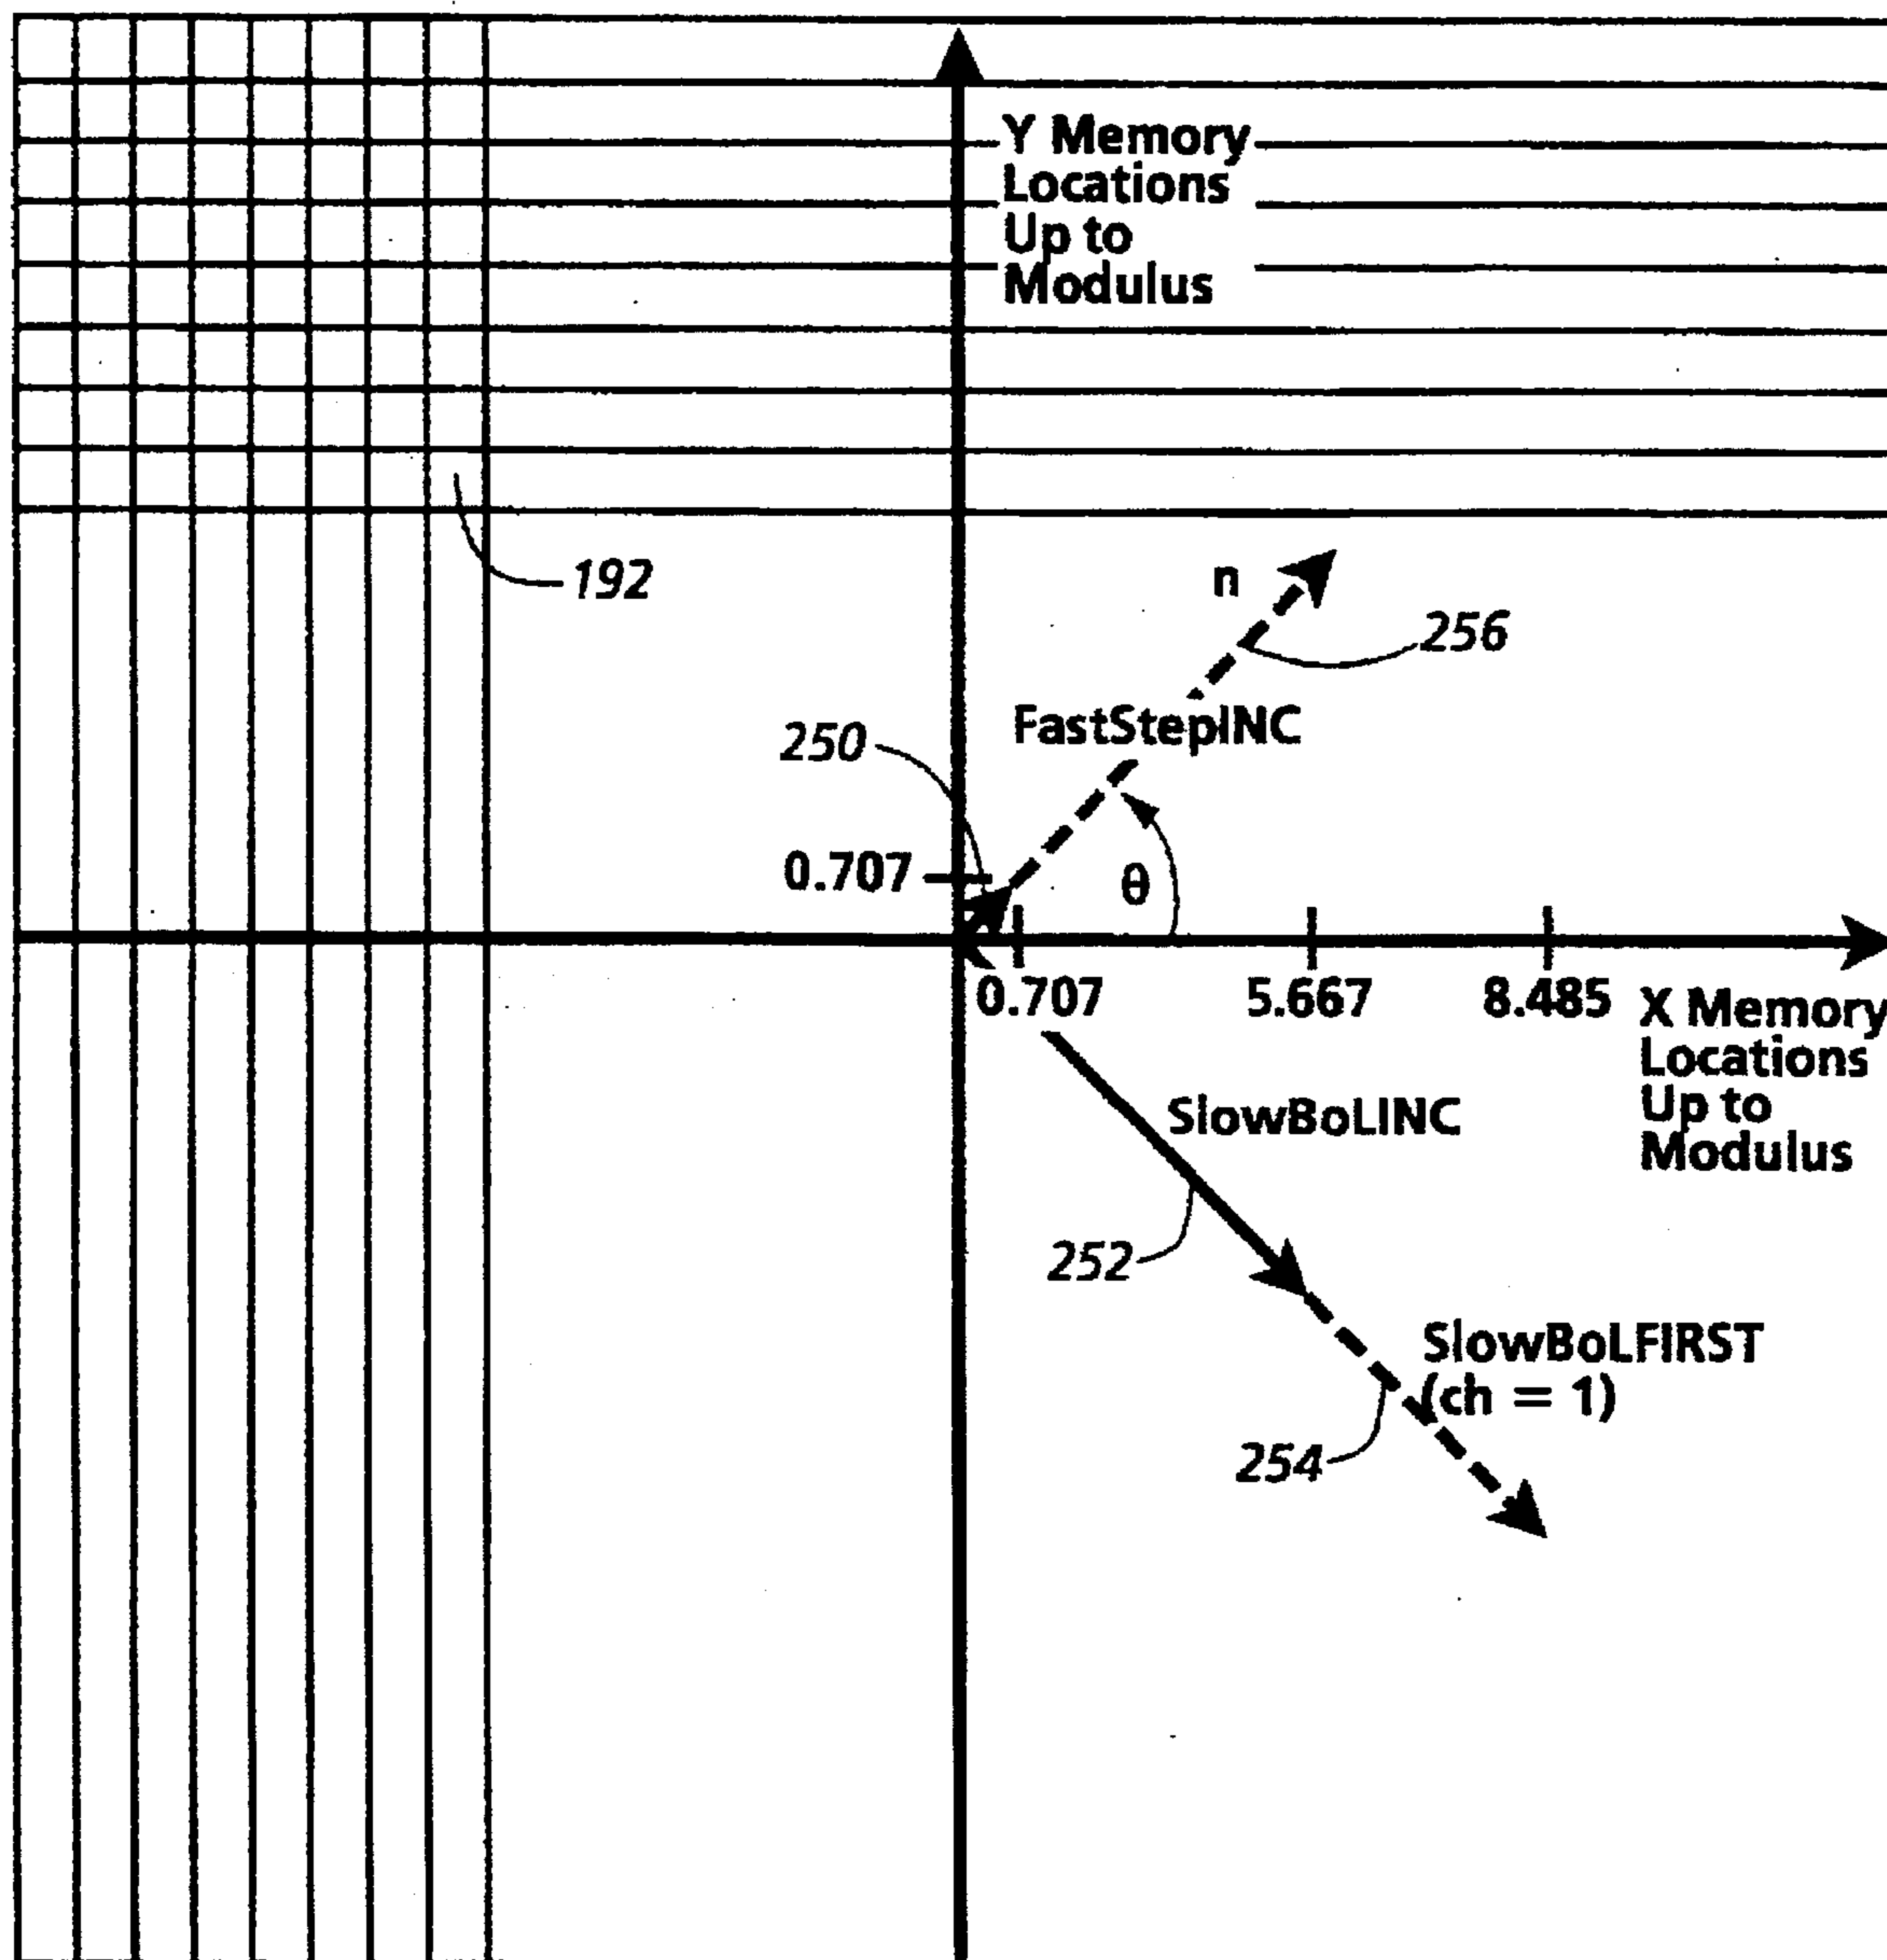 Y Memory
Locations
Up to
Modulus
192
n
256
FastStepINC
250
0.707
θ
0.707
5.667
8.485
X Memory
Locations
Up to
Modulus
SlowBoLINC
252
SlowBoLFIRST
(ch = 1)
254